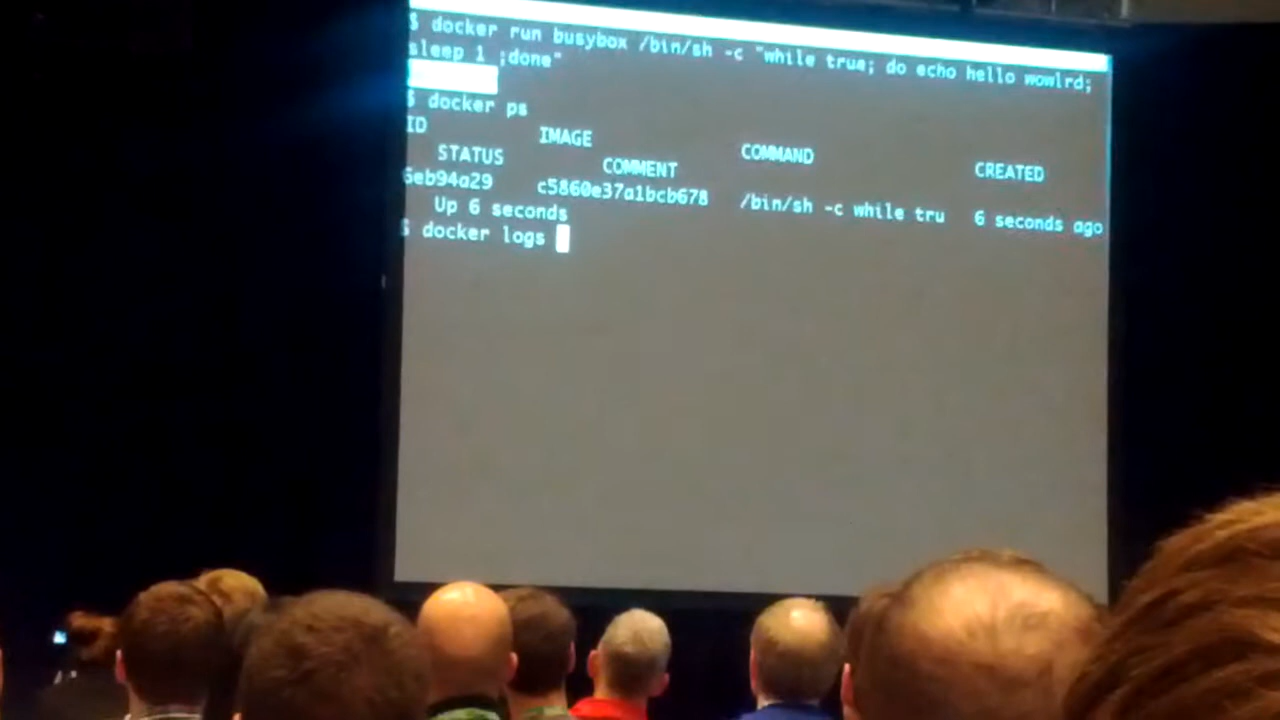 $ docker run busybox /bin/sh -c "while true; do echo hello wowlrd;
sleep 1 ;done"
$ docker ps
ID IMAGE COMMAND CREATED
STATUS COMMENT
6eb94a29 c5860e37a1bcb678 /bin/sh -c while tru 6 seconds ago
Up 6 seconds
$ docker logs